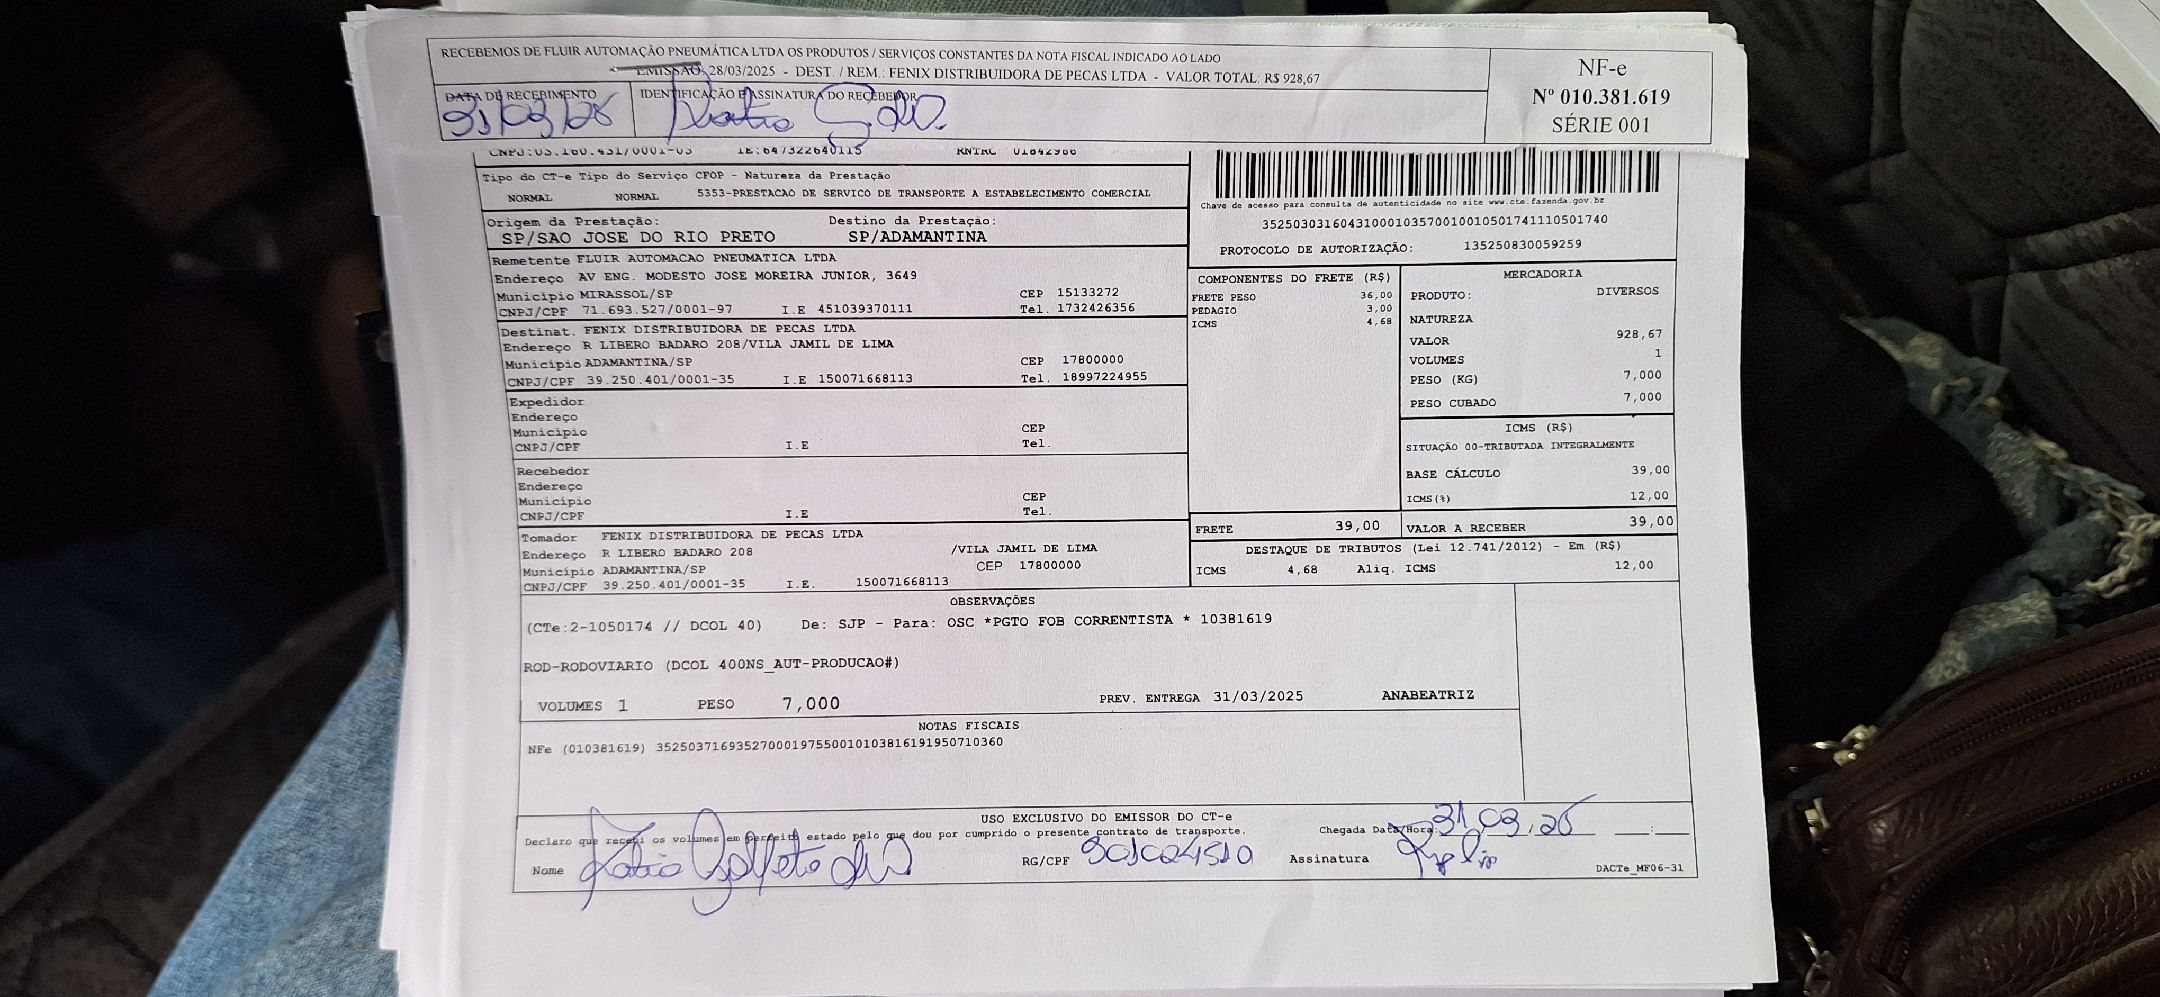 RECEBEMOS DE FLUIR AUTOMAÇÃO PNEUMÁTICA LTDA OS PRODUTOS / SERVIÇOS CONSTANTES DA NOTA FISCAL INDICADO AO LADO
EMISSÃO: 28/03/2025 - DEST. / REM.: FENIX DISTRIBUIDORA DE PECAS LTDA - VALOR TOTAL: R$ 928,67
DATA DE RECEBIMENTO IDENTIFICAÇÃO E ASSINATURA DO RECEBEDOR
31/03/25
NF-e
Nº 010.381.619
SÉRIE 001
CNPJ:03.160.431/0001-03 IE:647322640115 RNTRC 01842966
Tipo do CT-e Tipo do Serviço CFOP - Natureza da Prestação
NORMAL NORMAL 5353-PRESTACAO DE SERVICO DE TRANSPORTE A ESTABELECIMENTO COMERCIAL
Chave de acesso para consulta de autenticidade no site www.cte.fazenda.gov.br
35250303160431000103570010010501741110501740
PROTOCOLO DE AUTORIZAÇÃO: 135250830059259
Origem da Prestação: Destino da Prestação:
SP/SAO JOSE DO RIO PRETO SP/ADAMANTINA
Remetente FLUIR AUTOMACAO PNEUMATICA LTDA
Endereço AV ENG. MODESTO JOSE MOREIRA JUNIOR, 3649
Município MIRASSOL/SP CEP 15133272
CNPJ/CPF 71.693.527/0001-97 I.E 451039370111 Tel. 1732426356
Destinat. FENIX DISTRIBUIDORA DE PECAS LTDA
Endereço R LIBERO BADARO 208/VILA JAMIL DE LIMA
Município ADAMANTINA/SP CEP 17800000
CNPJ/CPF 39.250.401/0001-35 I.E 150071668113 Tel. 18997224955
Expedidor
Endereço
Município CEP
CNPJ/CPF I.E Tel.
Recebedor
Endereço
Município CEP
CNPJ/CPF I.E Tel.
Tomador FENIX DISTRIBUIDORA DE PECAS LTDA
Endereço R LIBERO BADARO 208 /VILA JAMIL DE LIMA
Município ADAMANTINA/SP CEP 17800000
CNPJ/CPF 39.250.401/0001-35 I.E. 150071668113
COMPONENTES DO FRETE (R$)
FRETE PESO 36,00
PEDAGIO 3,00
ICMS 4,68
MERCADORIA
PRODUTO: DIVERSOS
NATUREZA
VALOR 928,67
VOLUMES 1
PESO (KG) 7,000
PESO CUBADO 7,000
ICMS (R$)
SITUAÇÃO 00-TRIBUTADA INTEGRALMENTE
BASE CÁLCULO 39,00
ICMS(%) 12,00
FRETE 39,00 VALOR A RECEBER 39,00
DESTAQUE DE TRIBUTOS (Lei 12.741/2012) - Em (R$)
ICMS 4,68 Aliq. ICMS 12,00
OBSERVAÇÕES
(CTe:2-1050174 // DCOL 40) De: SJP - Para: OSC *PGTO FOB CORRENTISTA * 10381619
ROD-RODOVIARIO (DCOL 400NS_AUT-PRODUCAO#)
VOLUMES 1 PESO 7,000 PREV. ENTREGA 31/03/2025 ANABEATRIZ
NOTAS FISCAIS
NFe (010381619) 35250371693527000197550010103816191950710360
USO EXCLUSIVO DO EMISSOR DO CT-e
Declaro que recebi os volumes em perfeito estado pelo que dou por cumprido o presente contrato de transporte. Chegada Data/Hora: 31.03.25 __:__
Nome RG/CPF Assinatura
DACTe_MF06-31